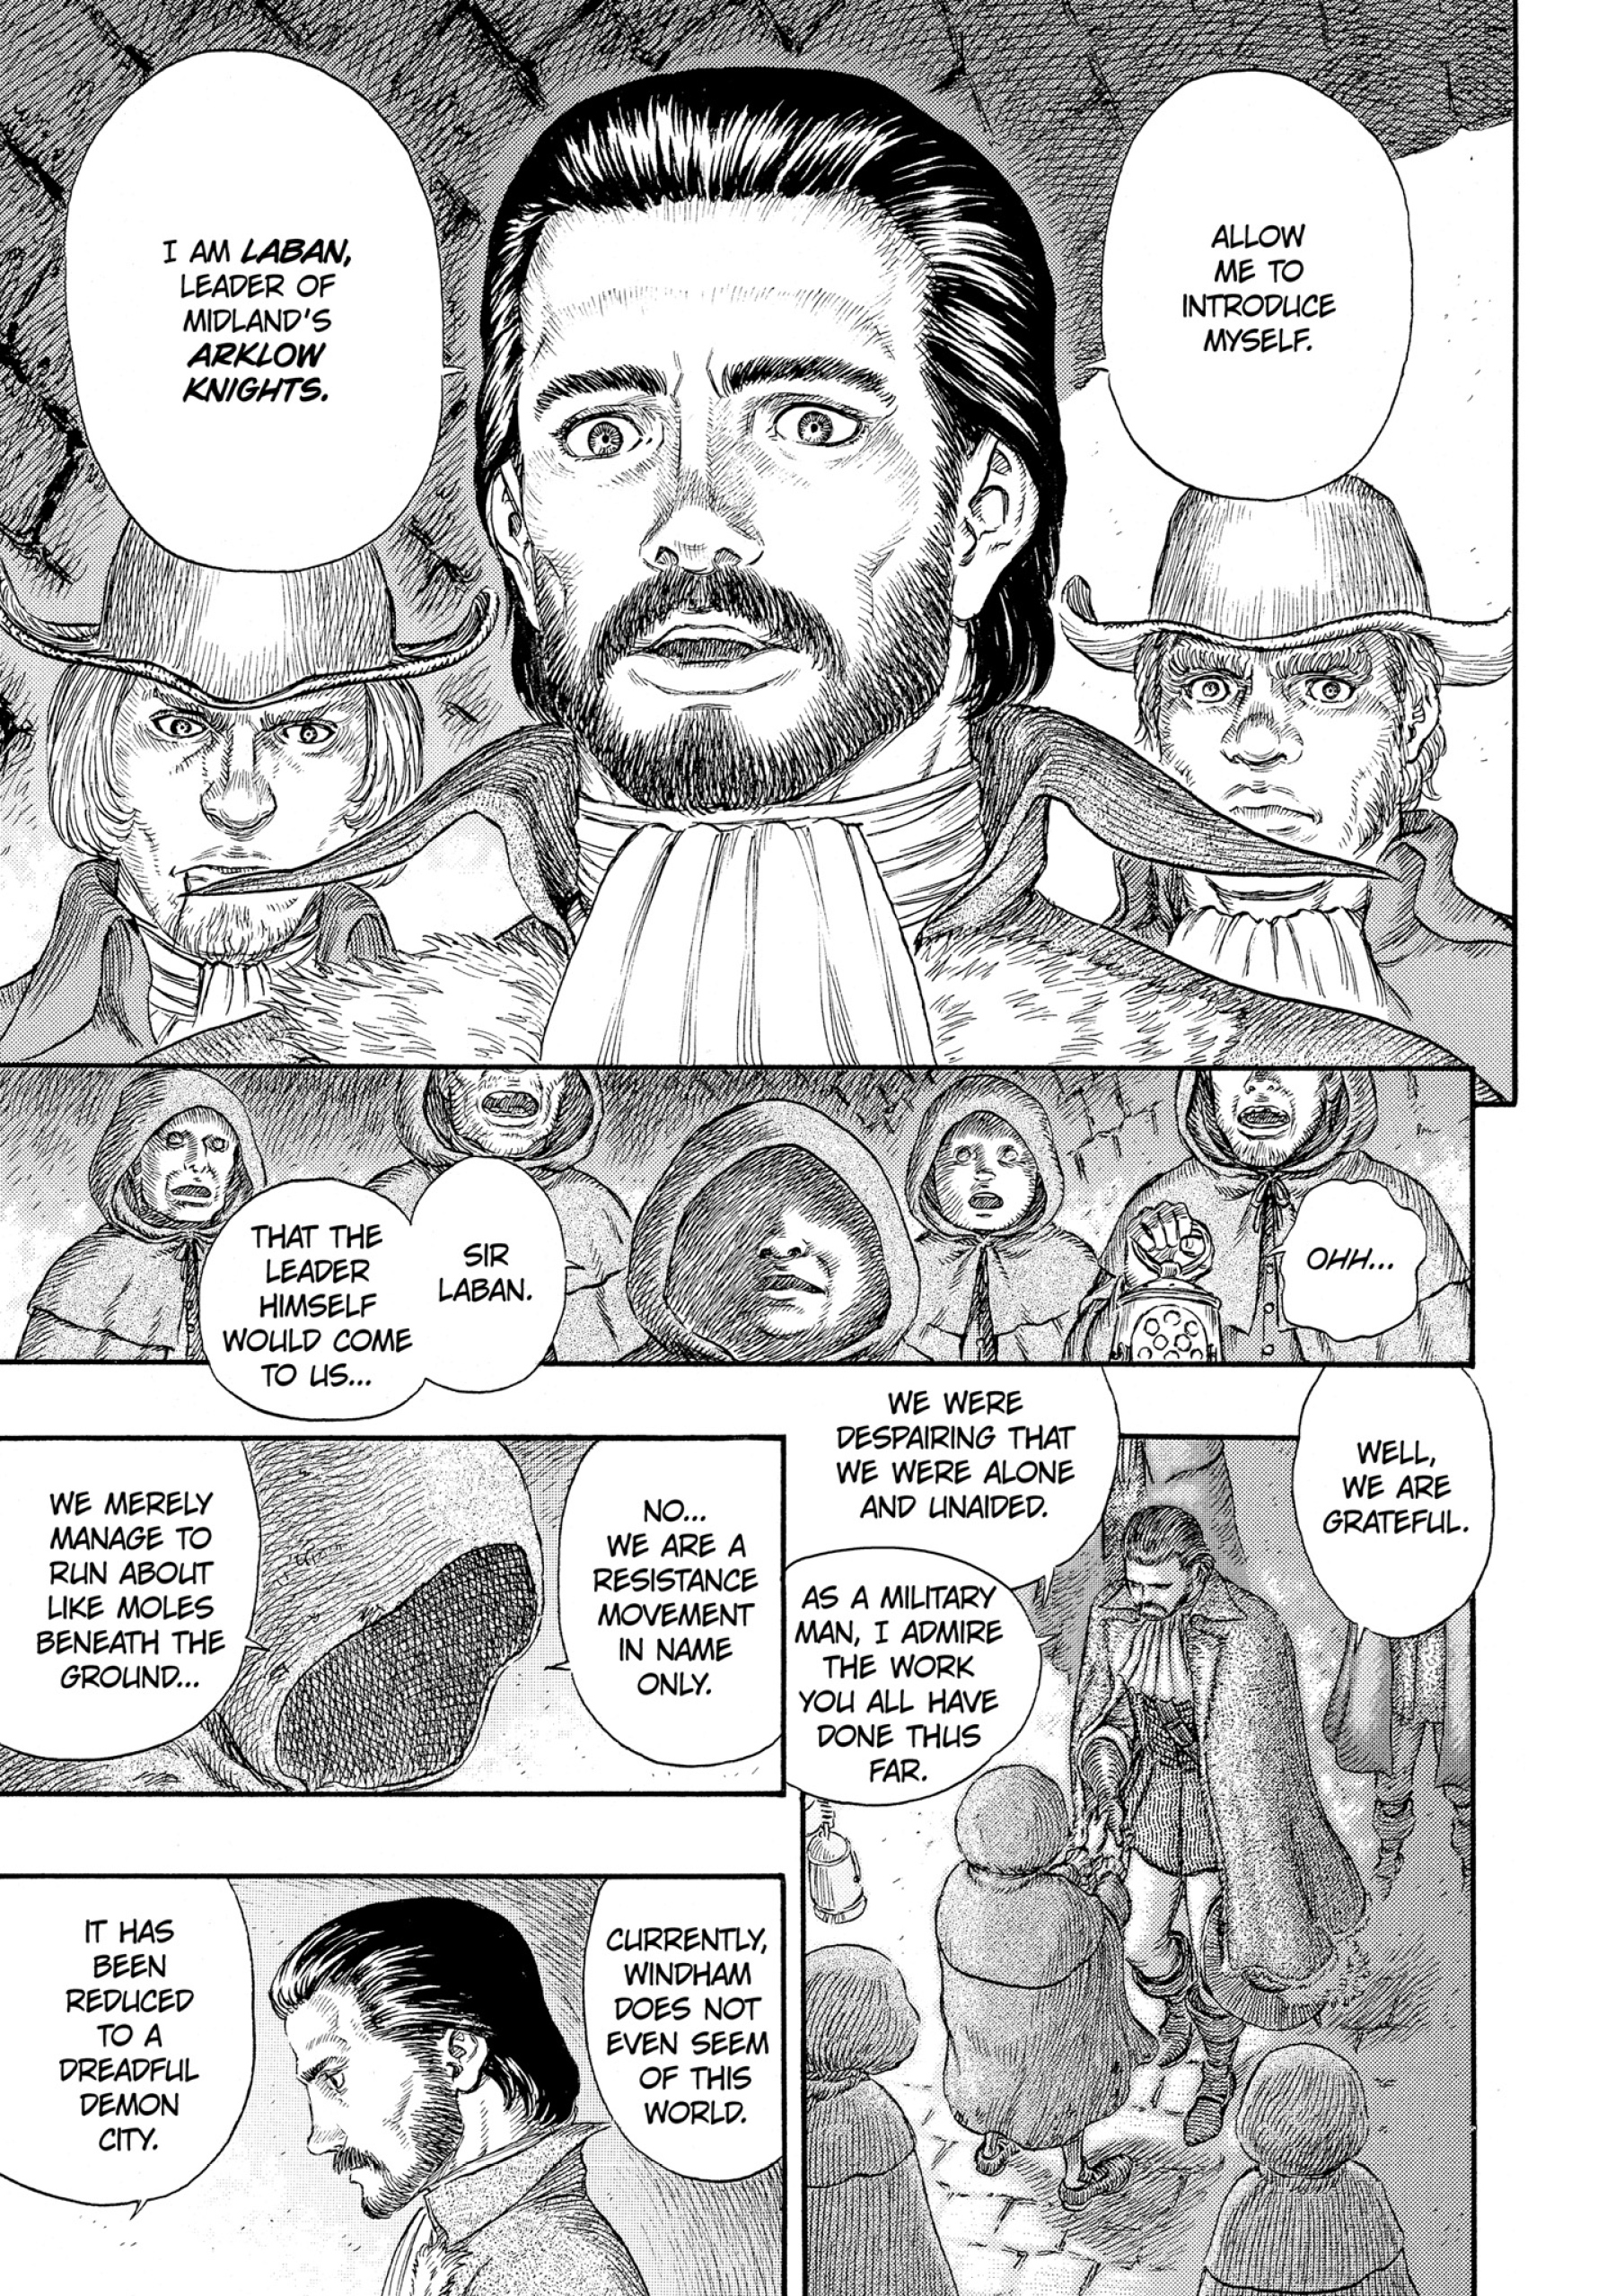 ALLOW
ME TO
INTRODUCE
MYSELF.
I AM LABAN,
LEADER OF
MIDLAND'S
ARKLOW
KNIGHTS.
OHH...
SIR
LABAN.
THAT THE
LEADER
HIMSELF
WOULD COME
TO US...
WELL,
WE ARE
GRATEFUL.
WE WERE
DESPAIRING THAT
WE WERE ALONE
AND UNAIDED.
AS A MILITARY
MAN, I ADMIRE
THE WORK
YOU ALL HAVE
DONE THUS
FAR.
NO...
WE ARE A
RESISTANCE
MOVEMENT
IN NAME
ONLY.
WE MERELY
MANAGE TO
RUN ABOUT
LIKE MOLES
BENEATH THE
GROUND...
CURRENTLY,
WINDHAM
DOES NOT
EVEN SEEM
OF THIS
WORLD.
IT HAS
BEEN
REDUCED
TO A
DREADFUL
DEMON
CITY.